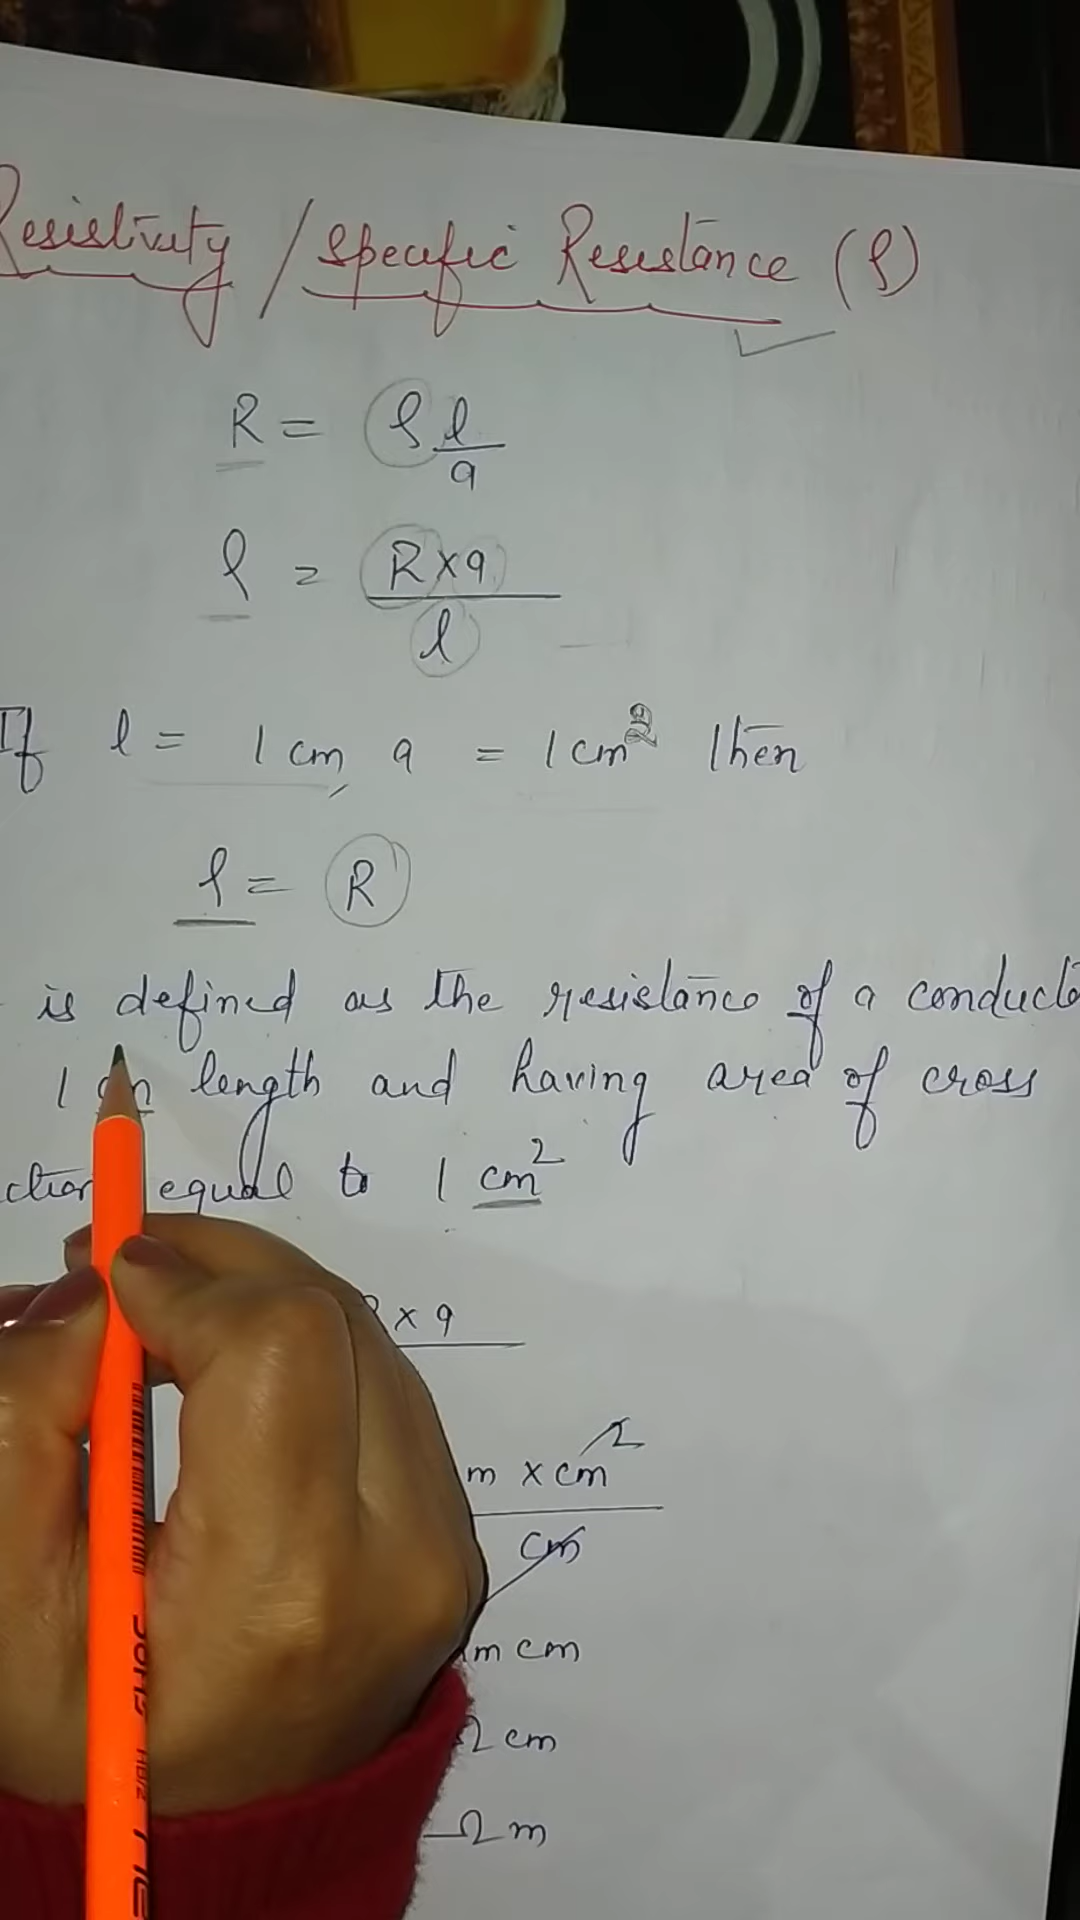 Resistivity / Specific Resistance (ρ)
R = ρ l/a
ρ = R×a/l
If l = 1 cm, a = 1 cm² then
ρ = R
is defined as the resistance of a conducto
1 cm length and having area of cross
ction equal to 1 cm²
× a
m × cm²
cm
m cm
Ω cm
Ω m